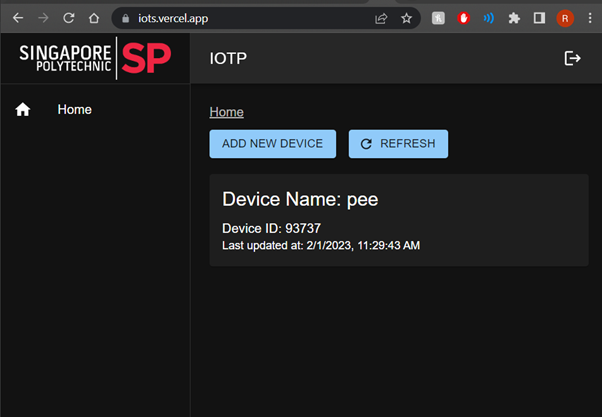 iots.vercel.app
R
SINGAPORE
POLYTECHNIC
SP
IOTP
Home
Home
ADD NEW DEVICE
REFRESH
Device Name: pee
Device ID: 93737
Last updated at: 2/1/2023, 11:29:43 AM